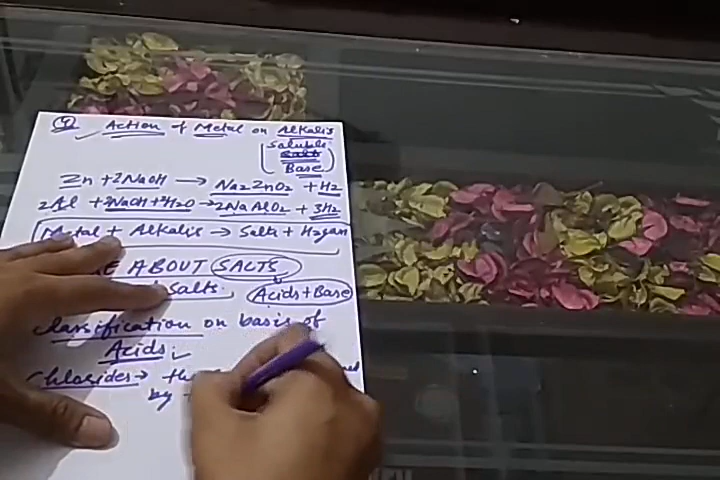 ④ Action of Metal on Alkalis
(Soluble
Base)
Zn + 2NaOH → Na2ZnO2 + H2
2Al + 2NaOH + 2H2O → 2NaAlO2 + 3H2
Metal + Alkalis → Salts + H2gas
ABOUT SALTS
Salts. Acids + Base
Classification on basis of
Acids:
Chlorides →
by